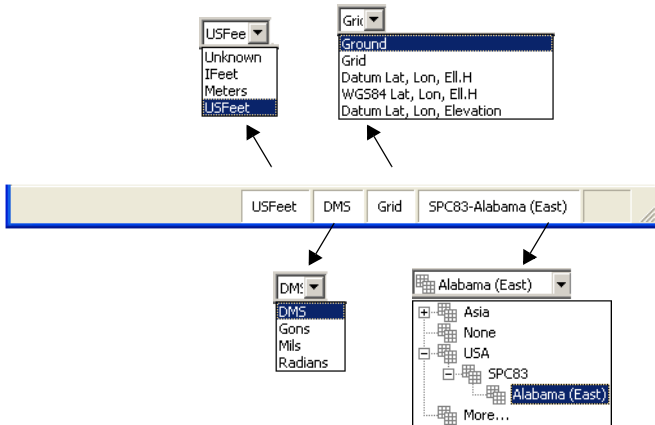 USFee
Unknown
IFeet
Meters
USFeet
Gric
Ground
Grid
Datum Lat, Lon, Ell.H
WGS84 Lat, Lon, Ell.H
Datum Lat, Lon, Elevation
USFeet DMS Grid SPC83-Alabama (East)
DMS
DMS
Gons
Mils
Radians
Alabama (East)
Asia
None
USA
SPC83
Alabama (East)
More...